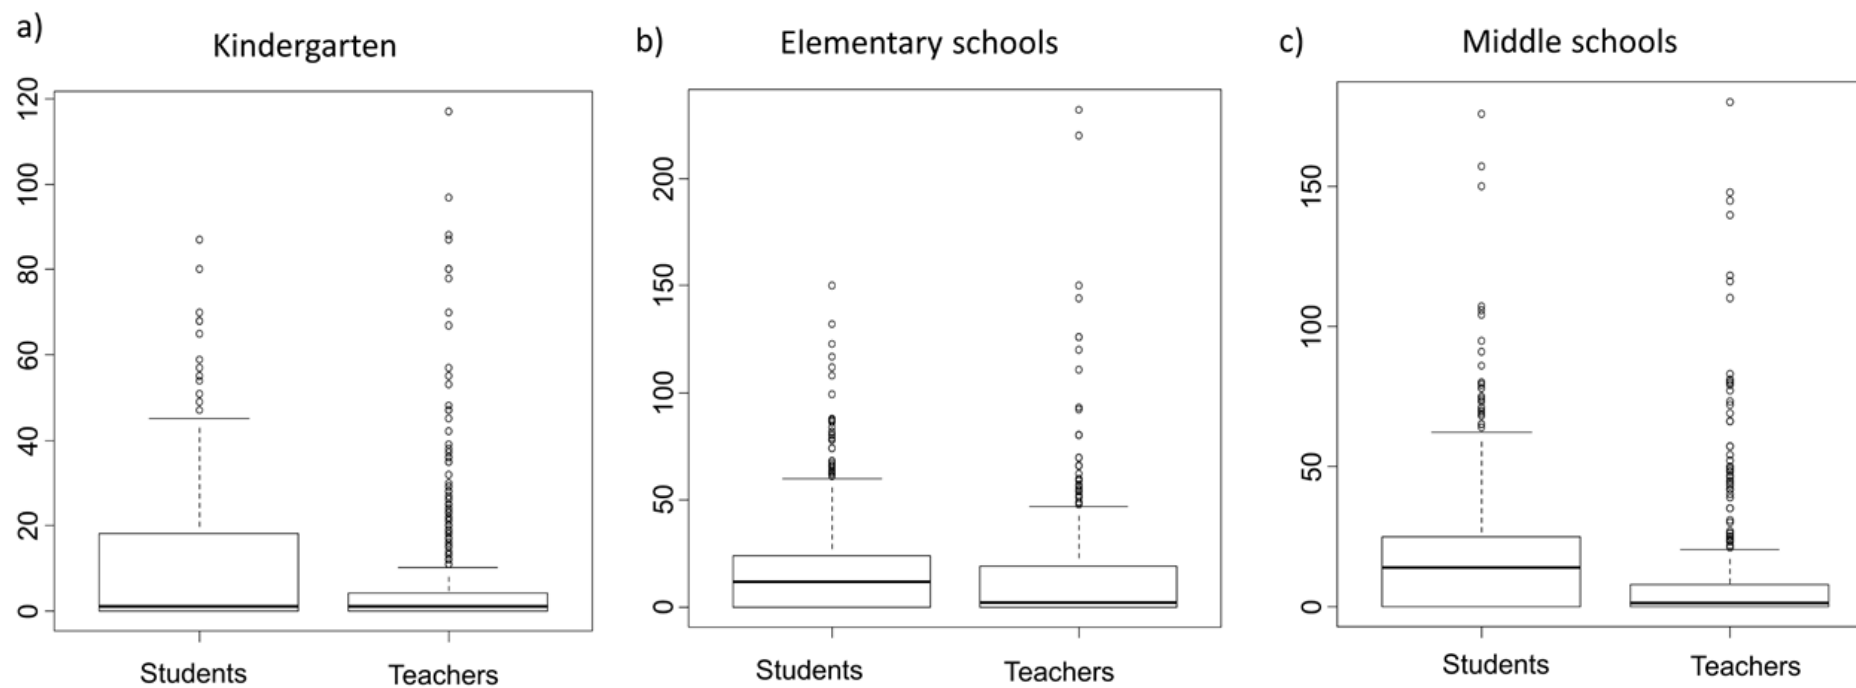 a)
Kindergarten
120
100
80
60
40
20
0
Students
Teachers
b)
Elementary schools
200
150
100
50
0
Students
Teachers
c)
Middle schools
150
100
50
0
Students
Teachers